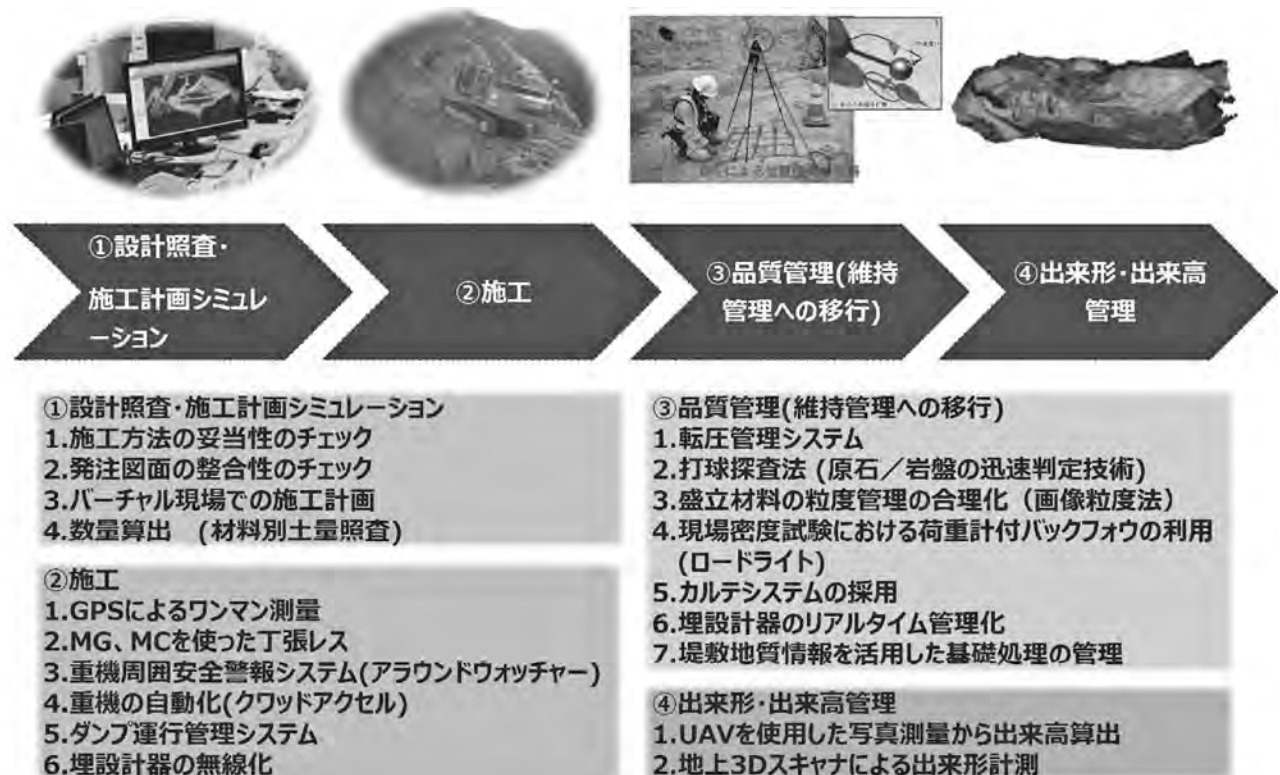 ①設計照査・
施工計画シミュレ
ーション
②施工
③品質管理(維持
管理への移行)
④出来形・出来高
管理
①設計照査・施工計画シミュレーション
1.施工方法の妥当性のチェック
2.発注図面の整合性のチェック
3.バーチャル現場での施工計画
4.数量算出 (材料別土量照査)
②施工
1.GPSによるワンマン測量
2.MG、MCを使った丁張レス
3.重機周囲安全警報システム(アラウンドウォッチャー)
4.重機の自動化(クワッドアクセル)
5.ダンプ運行管理システム
6.埋設計器の無線化
③品質管理(維持管理への移行)
1.転圧管理システム
2.打球探査法 (原石／岩盤の迅速判定技術)
3.盛立材料の粒度管理の合理化（画像粒度法）
4.現場密度試験における荷重計付バックフォウの利用
(ロードライト)
5.カルテシステムの採用
6.埋設計器のリアルタイム管理化
7.堤敷地質情報を活用した基礎処理の管理
④出来形・出来高管理
1.UAVを使用した写真測量から出来高算出
2.地上3Dスキャナによる出来形計測